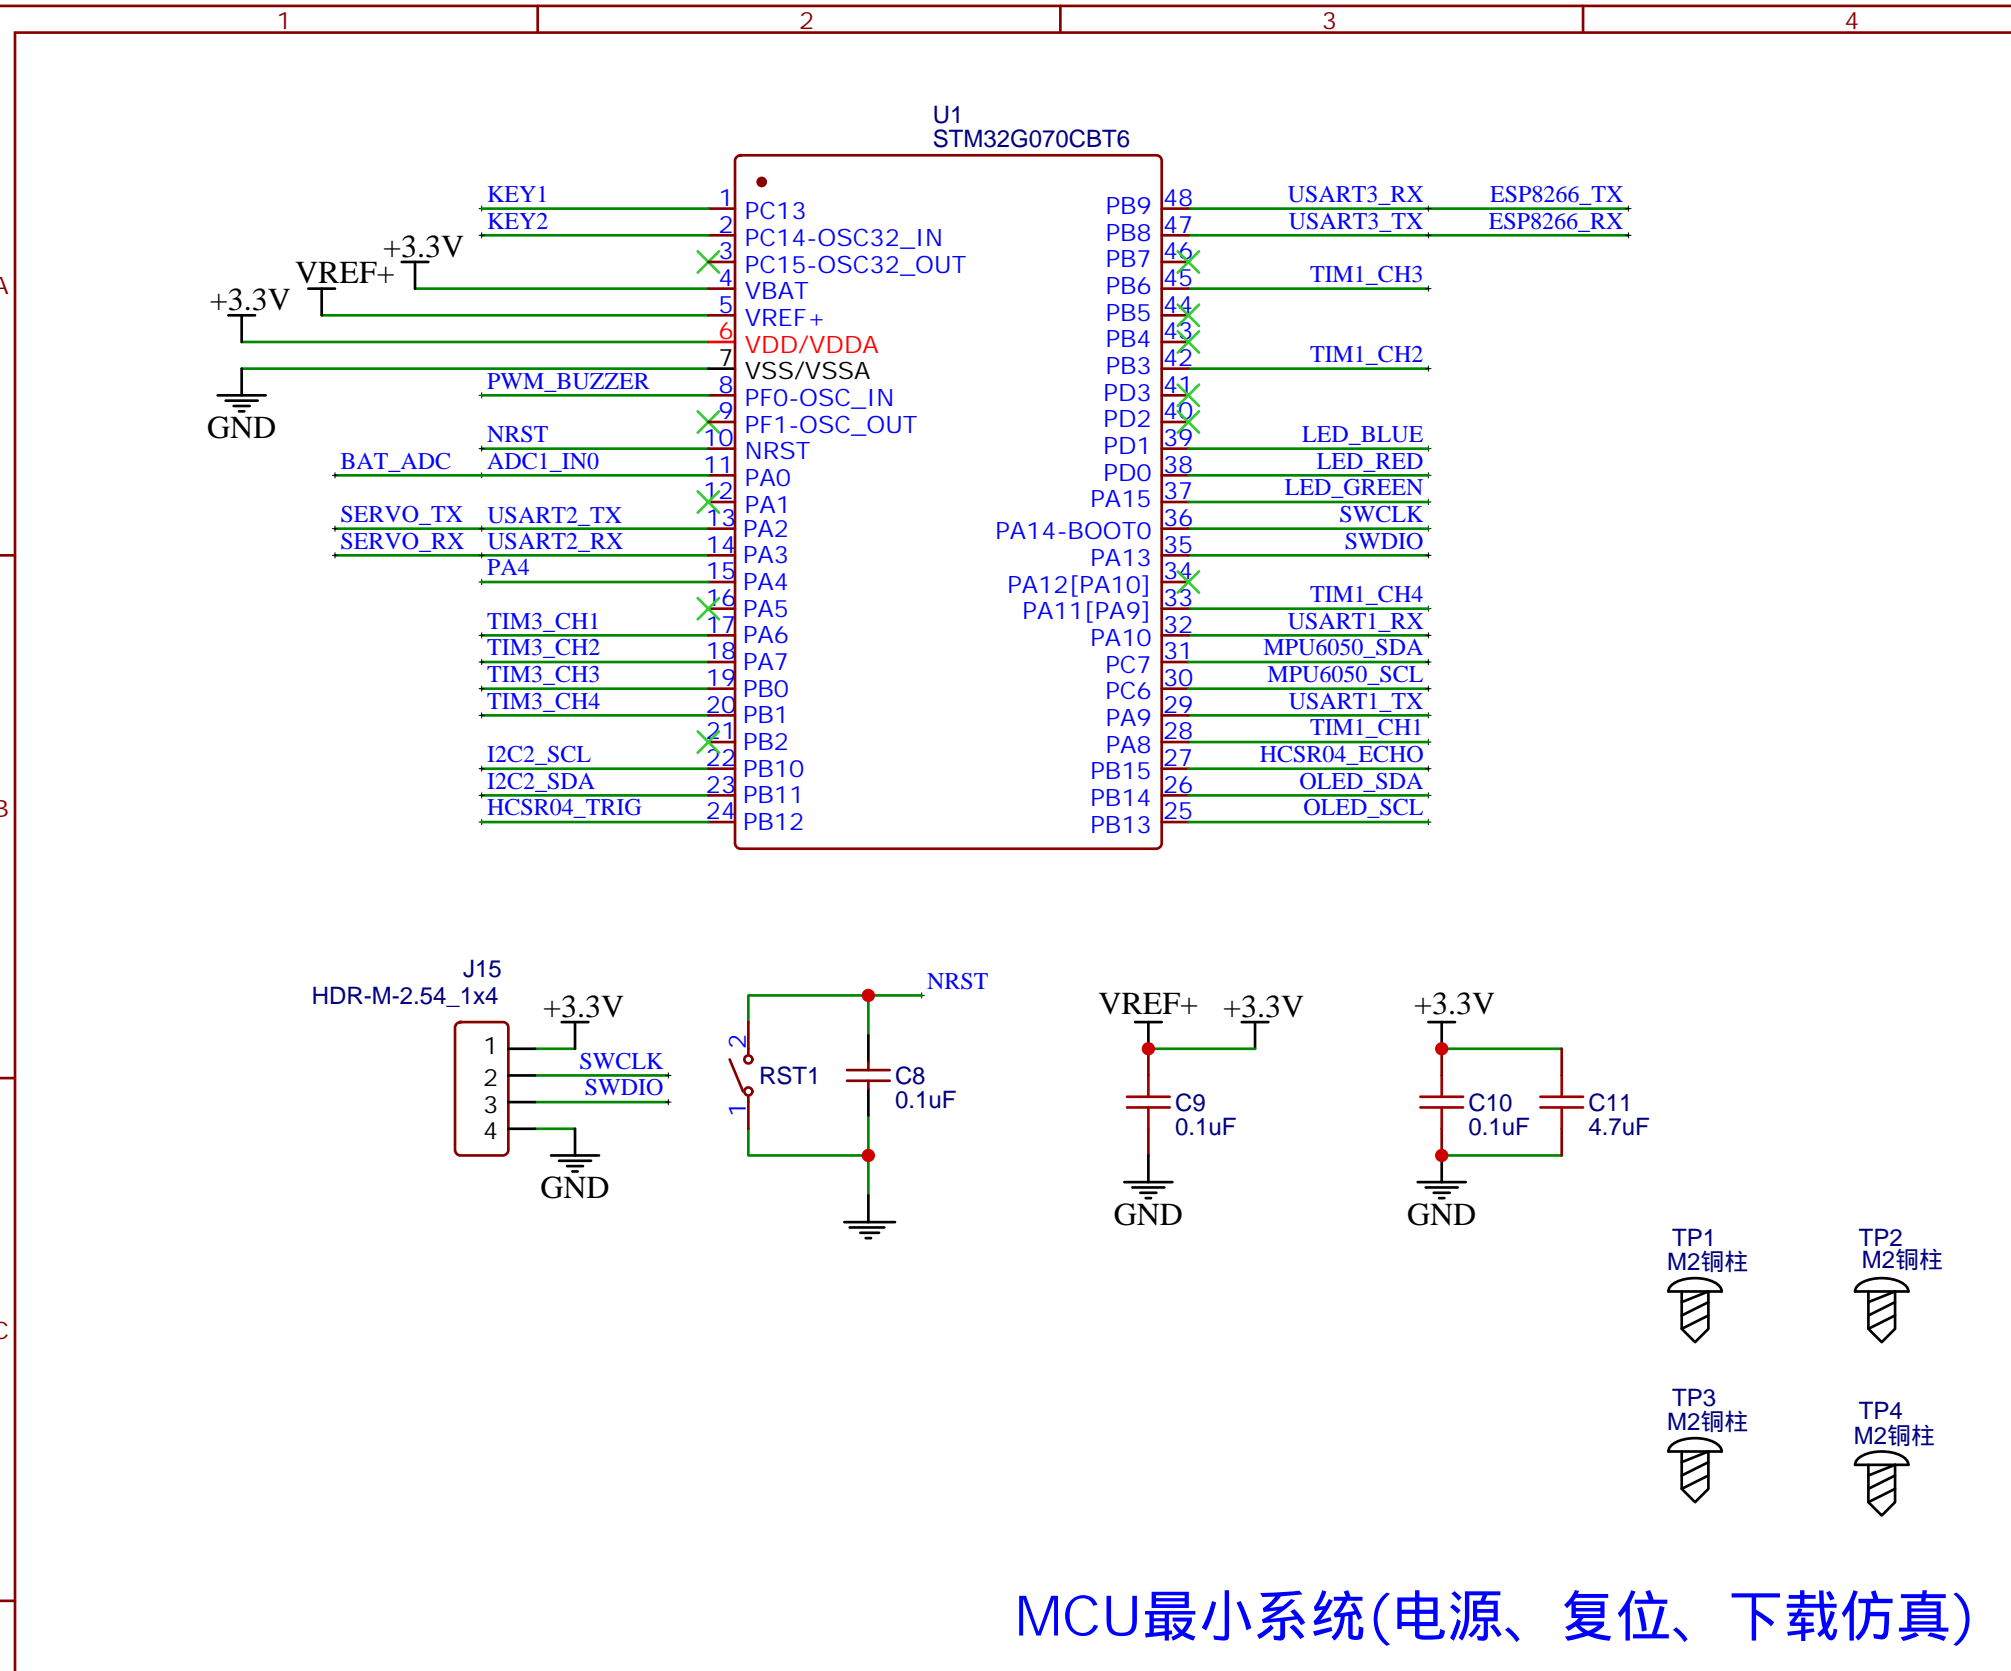 1 2 3 4
U1
STM32G070CBT6
KEY1 1 PC13
KEY2 2 PC14-OSC32_IN
3 PC15-OSC32_OUT
+3.3V 4 VBAT
VREF+ 5 VREF+
+3.3V 6 VDD/VDDA
GND 7 VSS/VSSA
PWM_BUZZER 8 PF0-OSC_IN
9 PF1-OSC_OUT
NRST 10 NRST
BAT_ADC ADC1_IN0 11 PA0
12 PA1
SERVO_TX USART2_TX 13 PA2
SERVO_RX USART2_RX 14 PA3
PA4 15 PA4
16 PA5
TIM3_CH1 17 PA6
TIM3_CH2 18 PA7
TIM3_CH3 19 PB0
TIM3_CH4 20 PB1
21 PB2
I2C2_SCL 22 PB10
I2C2_SDA 23 PB11
HCSR04_TRIG 24 PB12
PB9 48 USART3_RX ESP8266_TX
PB8 47 USART3_TX ESP8266_RX
PB7 46
PB6 45 TIM1_CH3
PB5 44
PB4 43
PB3 42 TIM1_CH2
PD3 41
PD2 40
PD1 39 LED_BLUE
PD0 38 LED_RED
PA15 37 LED_GREEN
PA14-BOOT0 36 SWCLK
PA13 35 SWDIO
PA12[PA10] 34
PA11[PA9] 33 TIM1_CH4
PA10 32 USART1_RX
PC7 31 MPU6050_SDA
PC6 30 MPU6050_SCL
PA9 29 USART1_TX
PA8 28 TIM1_CH1
PB15 27 HCSR04_ECHO
PB14 26 OLED_SDA
PB13 25 OLED_SCL
A
B
C
J15
HDR-M-2.54_1x4
+3.3V
1
2 SWCLK
3 SWDIO
4
GND
NRST
2
RST1
1
C8
0.1uF
VREF+ +3.3V
C9
0.1uF
GND
+3.3V
C10
0.1uF
C11
4.7uF
GND
TP1
M2铜柱
TP2
M2铜柱
TP3
M2铜柱
TP4
M2铜柱
MCU最小系统(电源、复位、下载仿真)